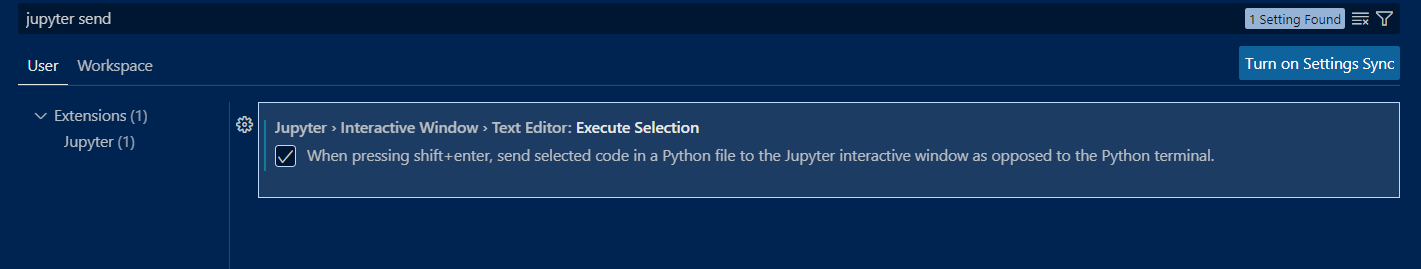 jupyter send
1 Setting Found
User Workspace
Turn on Settings Sync
Extensions (1)
Jupyter (1)
Jupyter › Interactive Window › Text Editor: Execute Selection
When pressing shift+enter, send selected code in a Python file to the Jupyter interactive window as opposed to the Python terminal.